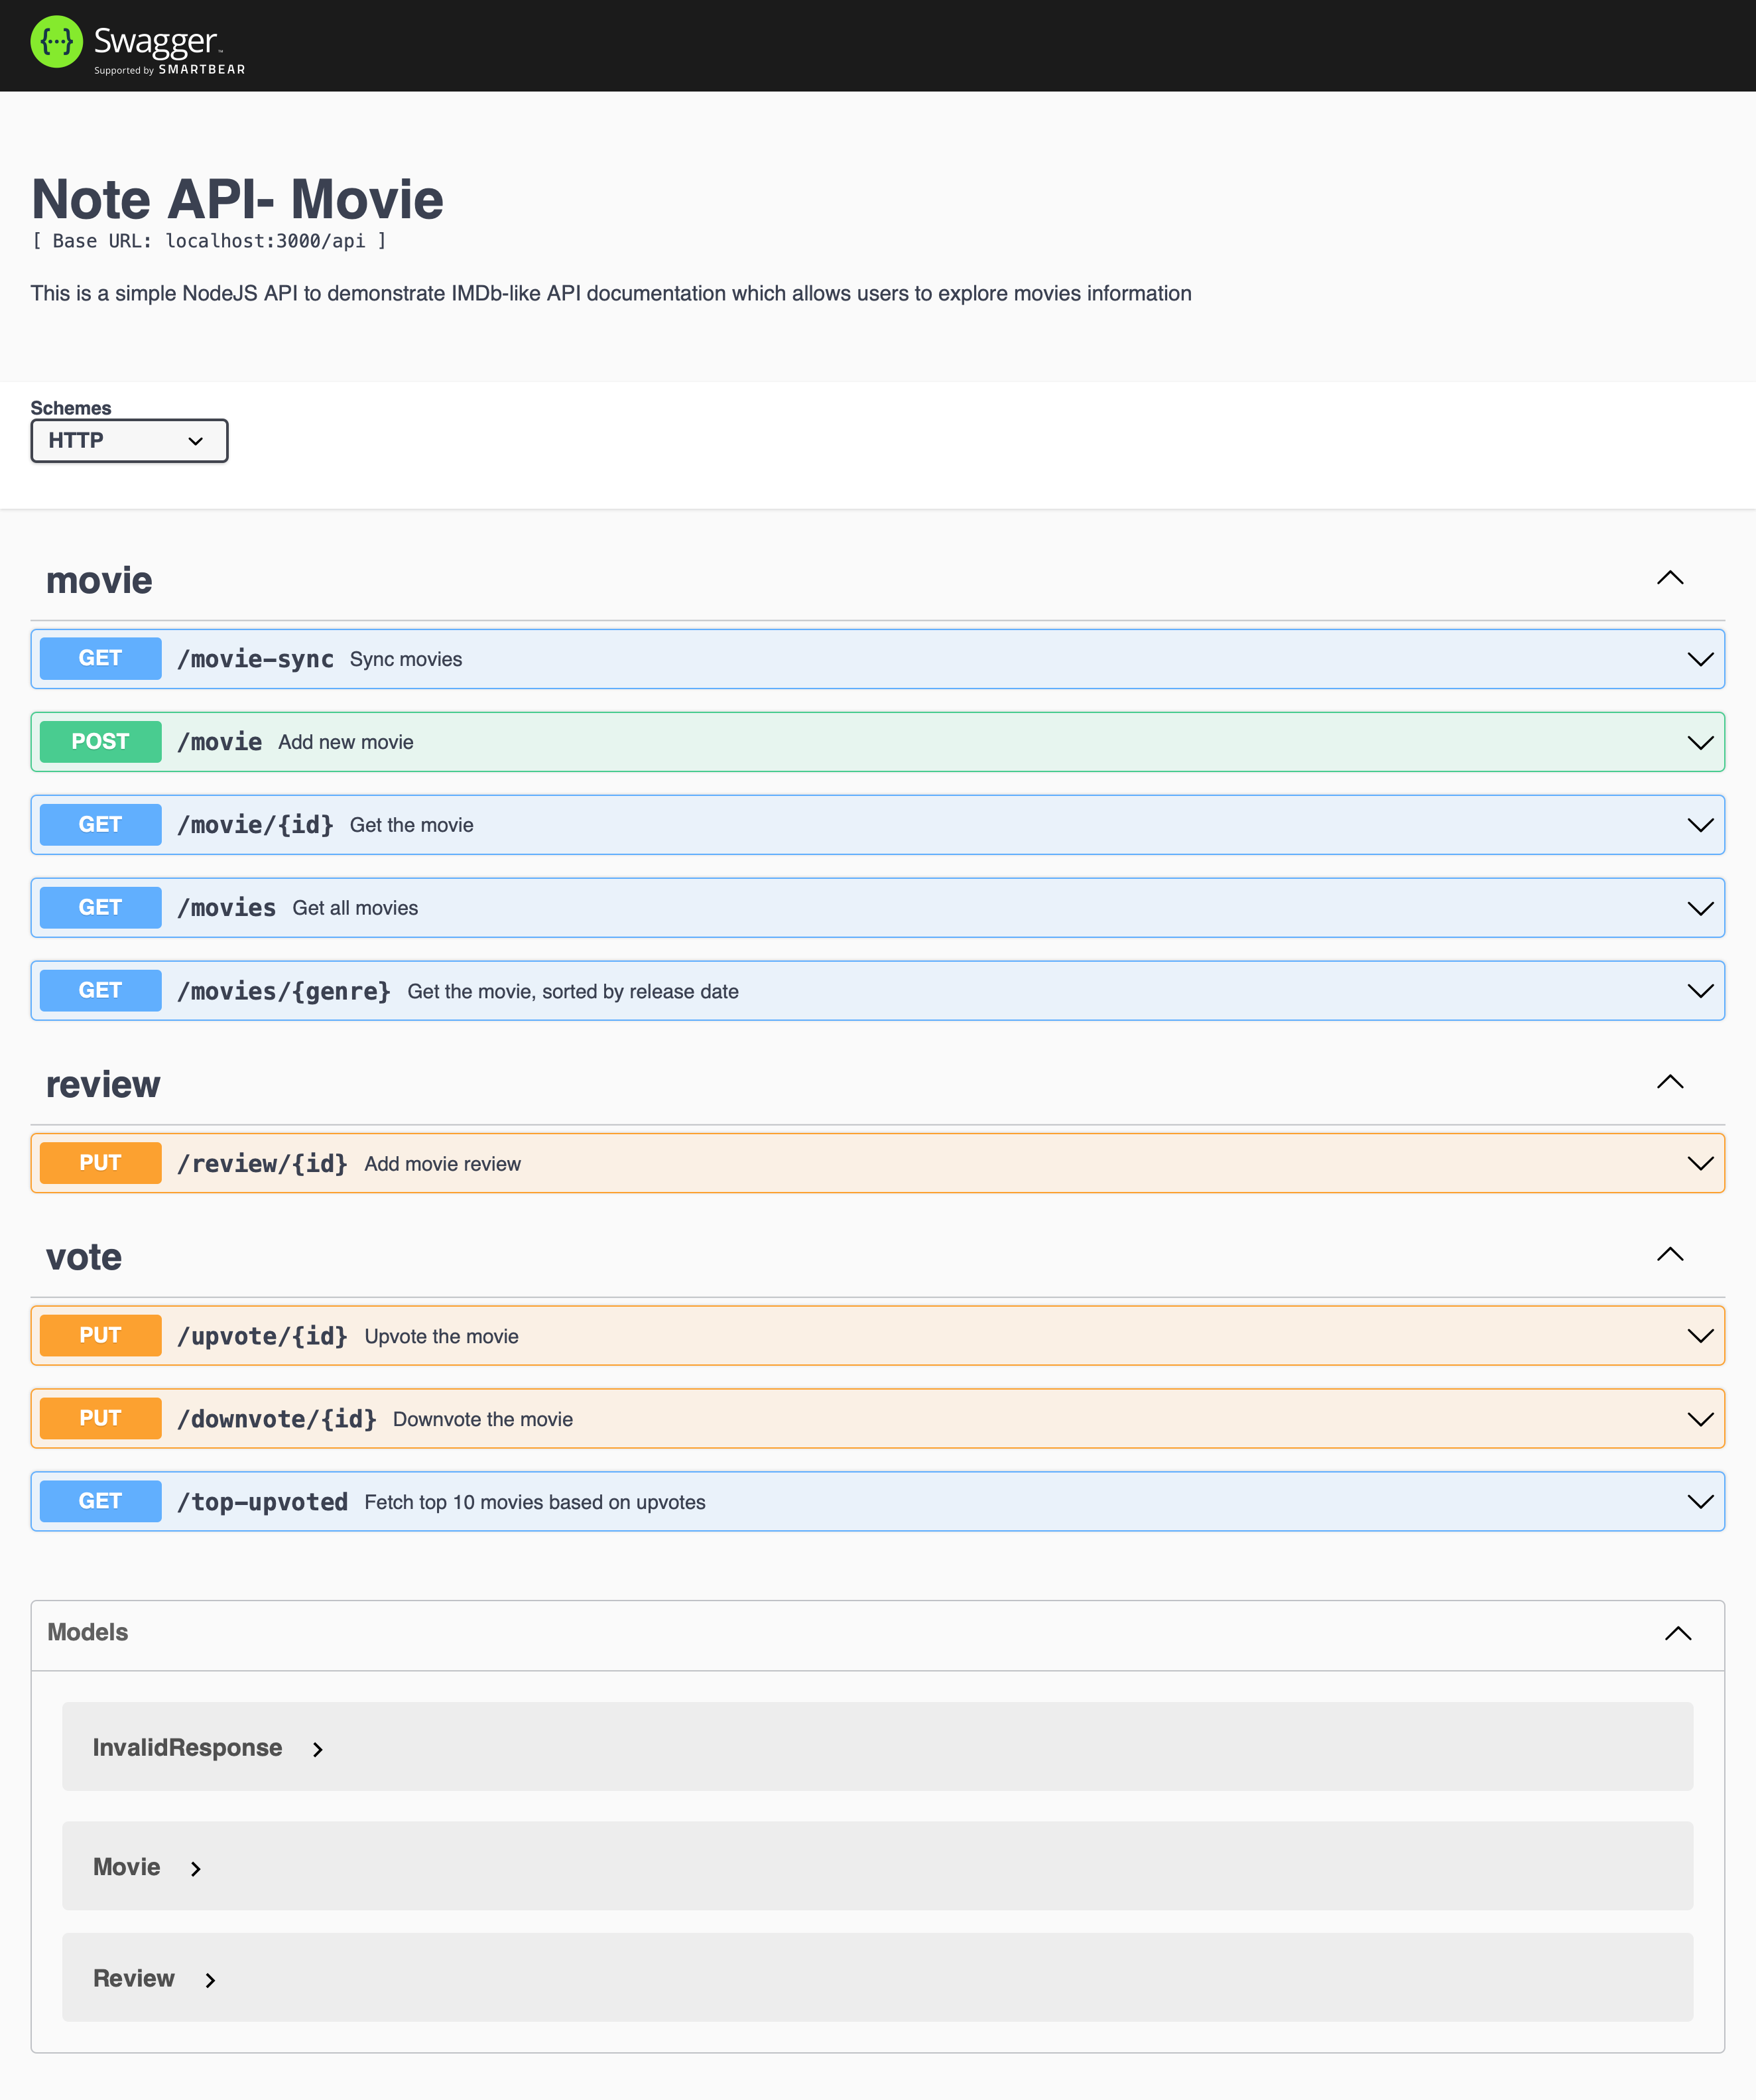 {···} Swagger™
Supported by SMARTBEAR
Note API- Movie
[ Base URL: localhost:3000/api ]
This is a simple NodeJS API to demonstrate IMDb-like API documentation which allows users to explore movies information
Schemes
HTTP
movie
GET /movie-sync Sync movies
POST /movie Add new movie
GET /movie/{id} Get the movie
GET /movies Get all movies
GET /movies/{genre} Get the movie, sorted by release date
review
PUT /review/{id} Add movie review
vote
PUT /upvote/{id} Upvote the movie
PUT /downvote/{id} Downvote the movie
GET /top-upvoted Fetch top 10 movies based on upvotes
Models
InvalidResponse
Movie
Review